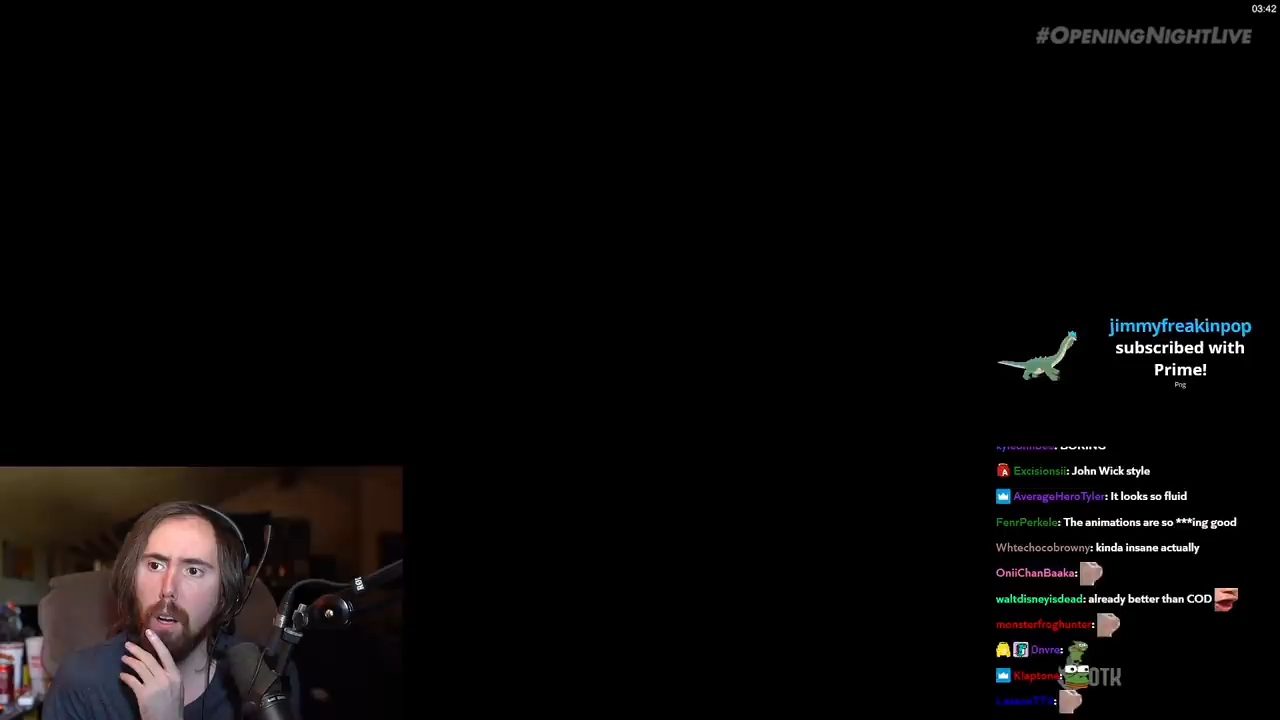 03:42
#OPENINGNIGHTLIVE
jimmyfreakinpop
subscribed with
Prime!
Png
Excisionsii: John Wick style
AverageHeroTyler: It looks so fluid
FenrPerkele: The animations are so ***ing good
Whtechocobrowny: kinda insane actually
OniiChanBaaka:
waltdisneyisdead: already better than COD
monsterfroghunter:
Dnvre:
Klaptone:
OTK